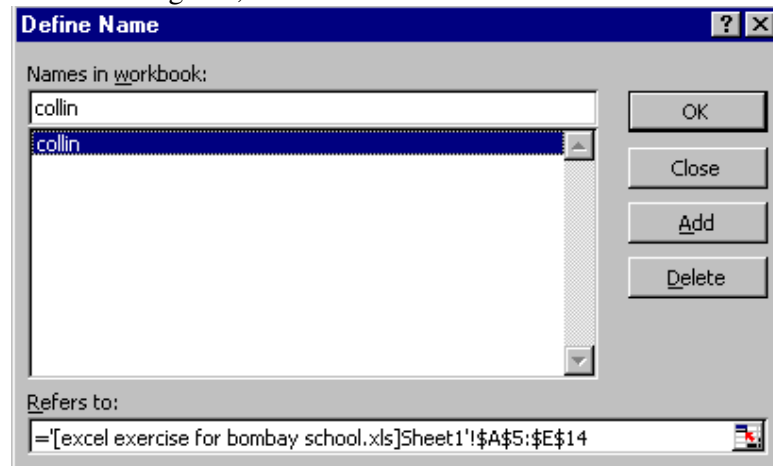 Define Name
Names in workbook:
collin
OK
collin
Close
Add
Delete
Refers to:
='[excel exercise for bombay school.xls]Sheet1'!$A$5:$E$14